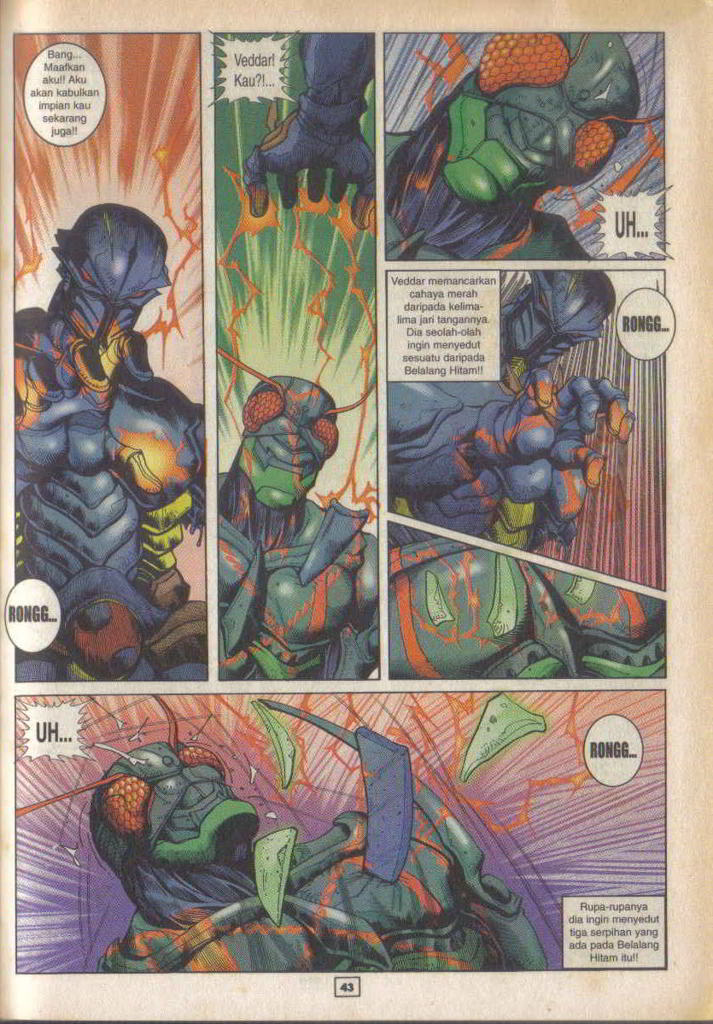 Bang...
Maafkan
aku!! Aku
akan kabulkan
impian kau
sekarang
juga!!
RONGG...
Veddar!
Kau?!...
UH...
Veddar memancarkan
cahaya merah
daripada kelima-
lima jari tangannya.
Dia seolah-olah
ingin menyedut
sesuatu daripada
Belalang Hitam!!
RONGG...
UH...
RONGG...
Rupa-rupanya
dia ingin menyedut
tiga serpihan yang
ada pada Belalang
Hitam itu!!
43